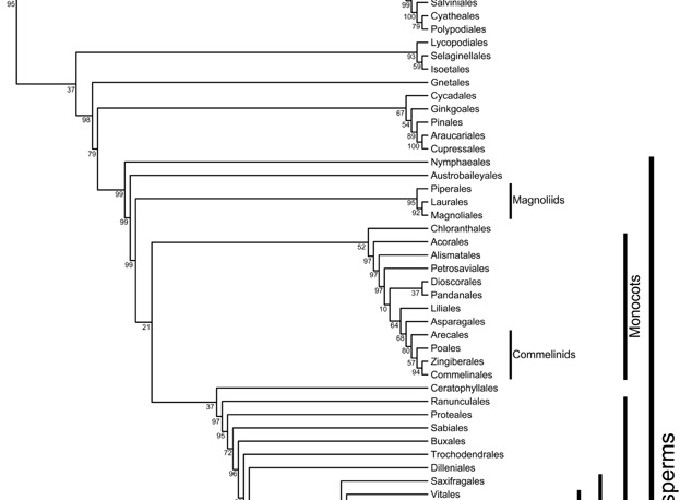 95
Salviniales
99
Cyatheales
100
Polypodiales
79
Lycopodiales
Selaginellales
93
Isoetales
59
Gnetales
37
Cycadales
Ginkgoales
67
98
Pinales
54
Araucariales
89
Cupressales
100
79
Nymphaeales
Austrobaileyales
Piperales
99
Laurales
95
Magnoliids
Magnoliales
92
99
Chloranthales
Acorales
52
Alismatales
97
99
Petrosaviales
97
Dioscorales
97
Pandanales
37
Liliales
10
Asparagales
64
21
Arecales
68
Poales
80
Commelinids
Zingiberales
57
Commelinales
94
Monocots
Ceratophyllales
Ranunculales
37
Proteales
97
Sabiales
95
Buxales
72
Trochodendrales
Dilleniales
96
Saxifragales
Vitales
sperms